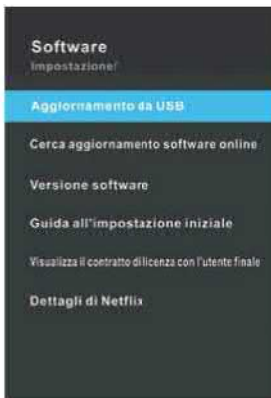 Software
Impostazione/
Aggiornamento da USB
Cerca aggiornamento software online
Versione software
Guida all'impostazione iniziale
Visualizza il contratto di licenza con l'utente finale
Dettagli di Netflix